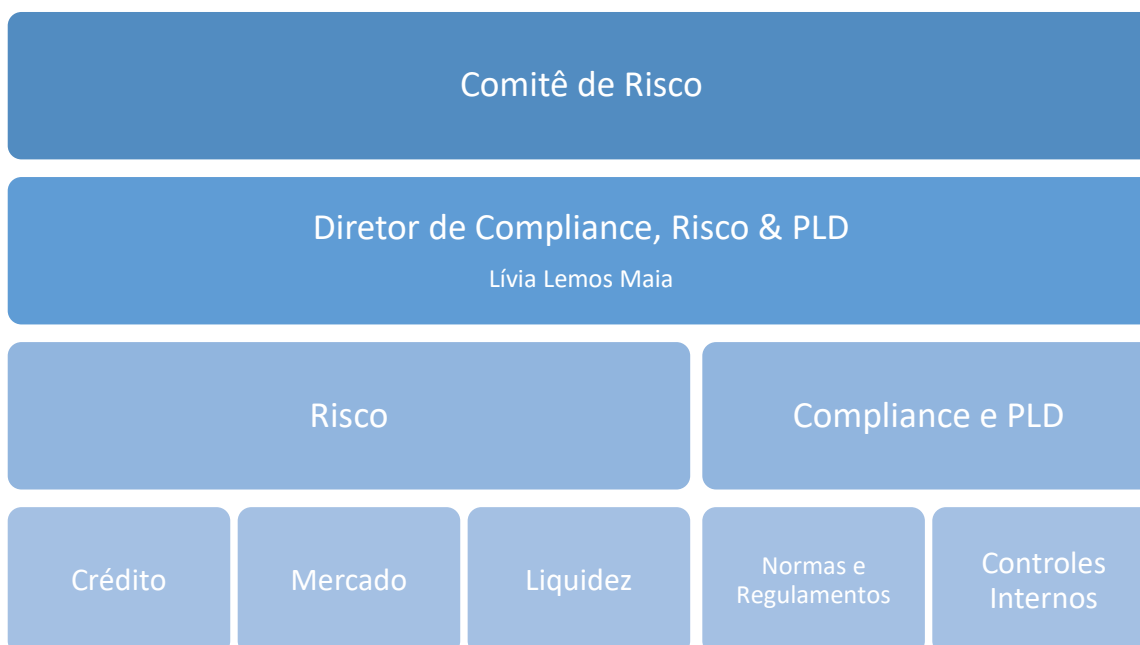 Comitê de Risco
Diretor de Compliance, Risco & PLD
Lívia Lemos Maia
Risco
Compliance e PLD
Crédito
Mercado
Liquidez
Normas e
Regulamentos
Controles
Internos